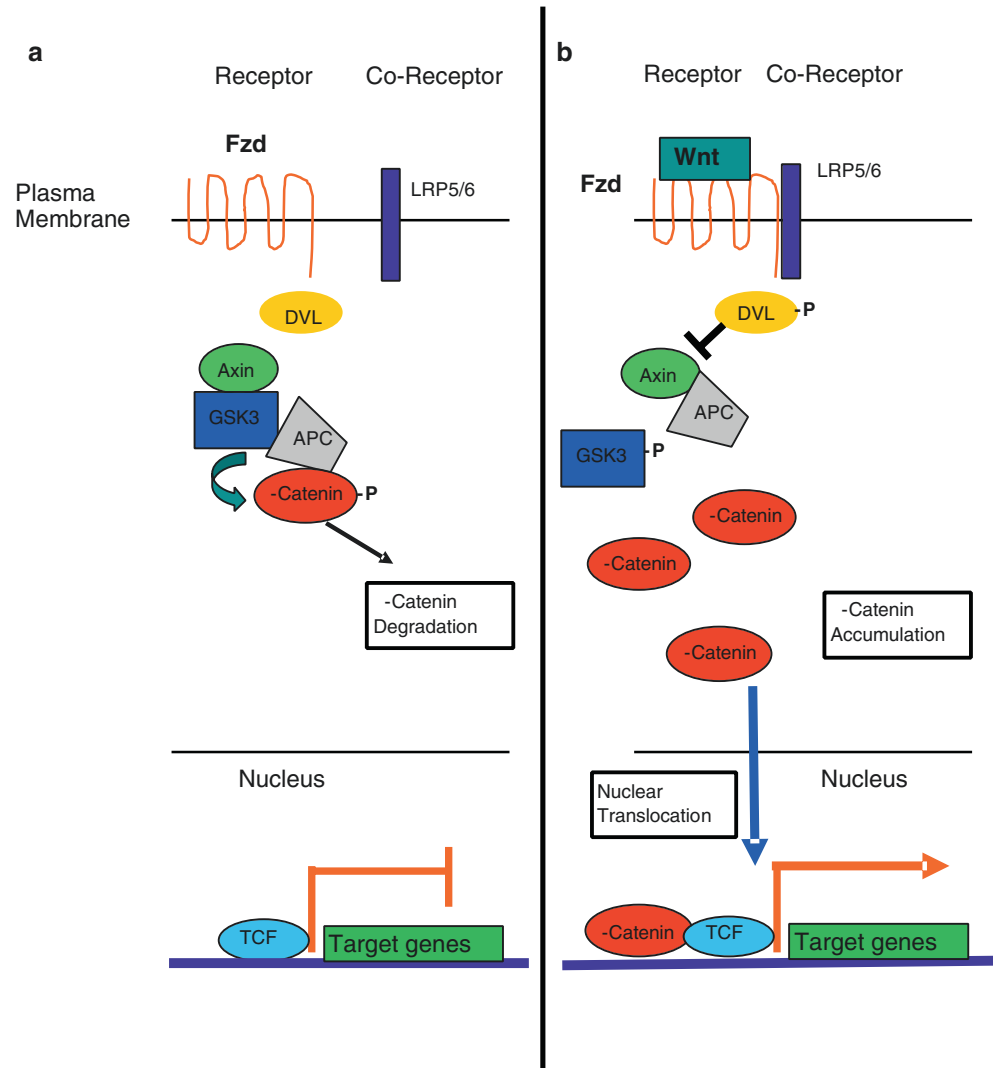 a
Receptor
Co-Receptor
Fzd
LRP5/6
Plasma
Membrane
DVL
Axin
GSK3
APC
-Catenin
-P
-Catenin
Degradation
Nucleus
TCF
Target genes
b
Receptor
Co-Receptor
Wnt
Fzd
LRP5/6
DVL
-P
Axin
APC
GSK3
-P
-Catenin
-Catenin
-Catenin
Accumulation
-Catenin
Nucleus
Nuclear
Translocation
-Catenin
TCF
Target genes